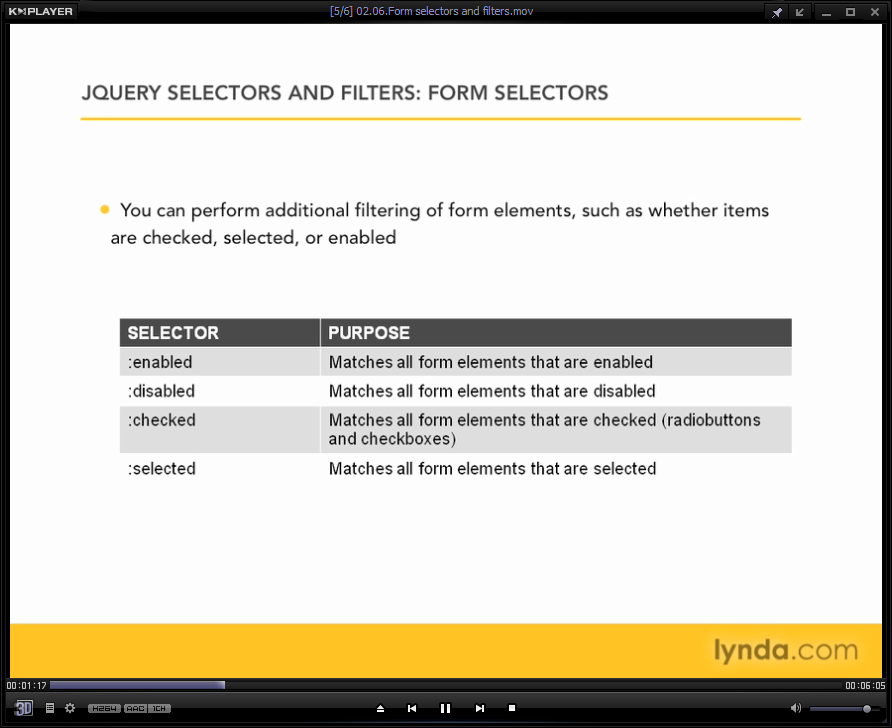 KMPLAYER [5/6] 02.06.Form selectors and filters.mov
JQUERY SELECTORS AND FILTERS: FORM SELECTORS
You can perform additional filtering of form elements, such as whether items
are checked, selected, or enabled
SELECTOR PURPOSE
:enabled Matches all form elements that are enabled
:disabled Matches all form elements that are disabled
:checked Matches all form elements that are checked (radiobuttons
and checkboxes)
:selected Matches all form elements that are selected
lynda.com
00:01:17 00:06:05
3D H264 AAC 1CH